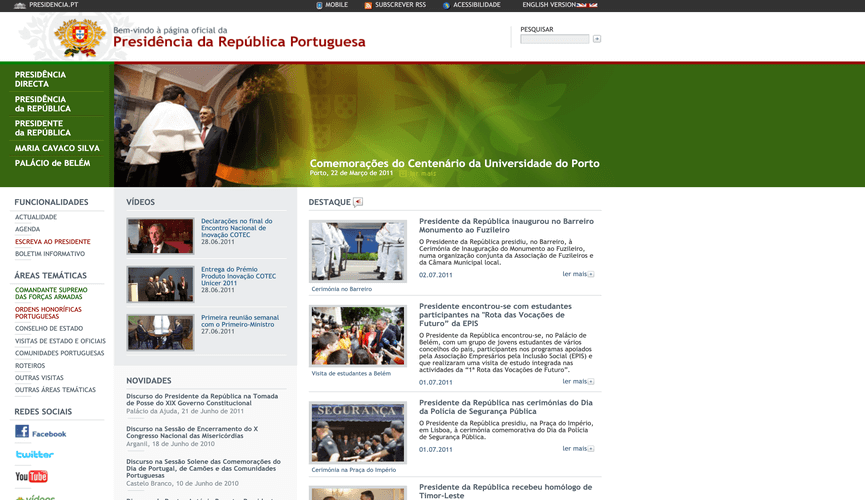 PRESIDENCIA.PT
MOBILE
SUBSCREVER RSS
ACESSIBILIDADE
ENGLISH VERSION
Bem-vindo à página oficial da
Presidência da República Portuguesa
PESQUISAR
PRESIDÊNCIA
DIRECTA
PRESIDÊNCIA
da REPÚBLICA
PRESIDENTE
da REPÚBLICA
MARIA CAVACO SILVA
PALÁCIO de BELÉM
Comemorações do Centenário da Universidade do Porto
Porto, 22 de Março de 2011
ler mais
FUNCIONALIDADES
ACTUALIDADE
AGENDA
ESCREVA AO PRESIDENTE
BOLETIM INFORMATIVO
ÁREAS TEMÁTICAS
COMANDANTE SUPREMO
DAS FORÇAS ARMADAS
ORDENS HONORÍFICAS
PORTUGUESAS
CONSELHO DE ESTADO
VISITAS DE ESTADO E OFICIAIS
COMUNIDADES PORTUGUESAS
ROTEIROS
OUTRAS VISITAS
OUTRAS ÁREAS TEMÁTICAS
REDES SOCIAIS
Facebook
twitter
YouTube
vídeos
VÍDEOS
Declarações no final do
Encontro Nacional de
Inovação COTEC
28.06.2011
Entrega do Prémio
Produto Inovação COTEC
Unicer 2011
28.06.2011
Primeira reunião semanal
com o Primeiro-Ministro
27.06.2011
NOVIDADES
Discurso do Presidente da República na Tomada
de Posse do XIX Governo Constitucional
Palácio da Ajuda, 21 de Junho de 2011
Discurso na Sessão de Encerramento do X
Congresso Nacional das Misericórdias
Arganil, 18 de Junho de 2010
Discurso na Sessão Solene das Comemorações do
Dia de Portugal, de Camões e das Comunidades
Portuguesas
Castelo Branco, 10 de Junho de 2010
DESTAQUE
Presidente da República inaugurou no Barreiro
Monumento ao Fuzileiro
O Presidente da República presidiu, no Barreiro, à
Cerimónia de Inauguração do Monumento ao Fuzileiro,
numa organização conjunta da Associação de Fuzileiros e
da Câmara Municipal local.
02.07.2011
ler mais
Cerimónia no Barreiro
Presidente encontrou-se com estudantes
participantes na "Rota das Vocações de
Futuro” da EPIS
O Presidente da República encontrou-se, no Palácio de
Belém, com um grupo de jovens estudantes de vários
concelhos do país, participantes nos programas apoiados
pela Associação Empresários pela Inclusão Social (EPIS) e
que realizaram uma visita de estudo integrada nas
actividades da “1ª Rota das Vocações de Futuro”.
01.07.2011
ler mais
Visita de estudantes a Belém
Presidente da República nas cerimónias do Dia
da Polícia de Segurança Pública
O Presidente da República presidiu, na Praça do Império,
em Lisboa, à cerimónia comemorativa do Dia da Polícia
de Segurança Pública.
01.07.2011
ler mais
SEGURANÇA
Cerimónia na Praça do Império
Presidente da República recebeu homólogo de
Timor-Leste